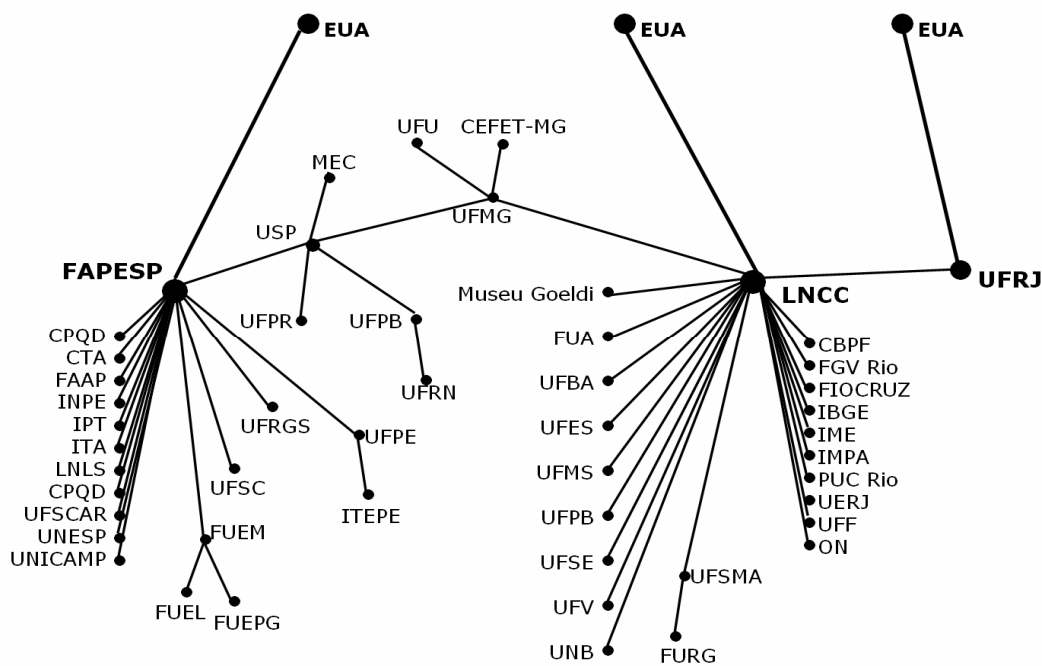 EUA
EUA
EUA
UFU
CEFET-MG
MEC
UFMG
USP
FAPESP
UFRJ
LNCC
Museu Goeldi
UFPR
UFPB
CPQD
CTA
FAAP
INPE
IPT
ITA
LNLS
CPQD
UFSCAR
UNESP
UNICAMP
UFRN
UFRGS
UFPE
UFSC
ITEPE
FUEM
FUEL
FUEPG
FUA
UFBA
UFES
UFMS
UFPB
UFSE
UFV
UNB
UFSMA
FURG
CBPF
FGV Rio
FIOCRUZ
IBGE
IME
IMPA
PUC Rio
UERJ
UFF
ON